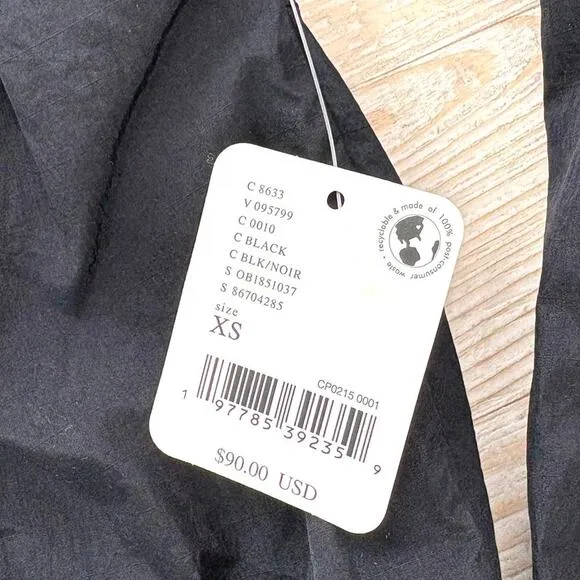 C 8633
V 095799
C 0010
C BLACK
C BLK/NOIR
S OB1851037
S 86704285
size
XS
recyclable & made of 100% post-consumer waste •
CP0215 0001
1 97785 39235 9
$90.00 USD